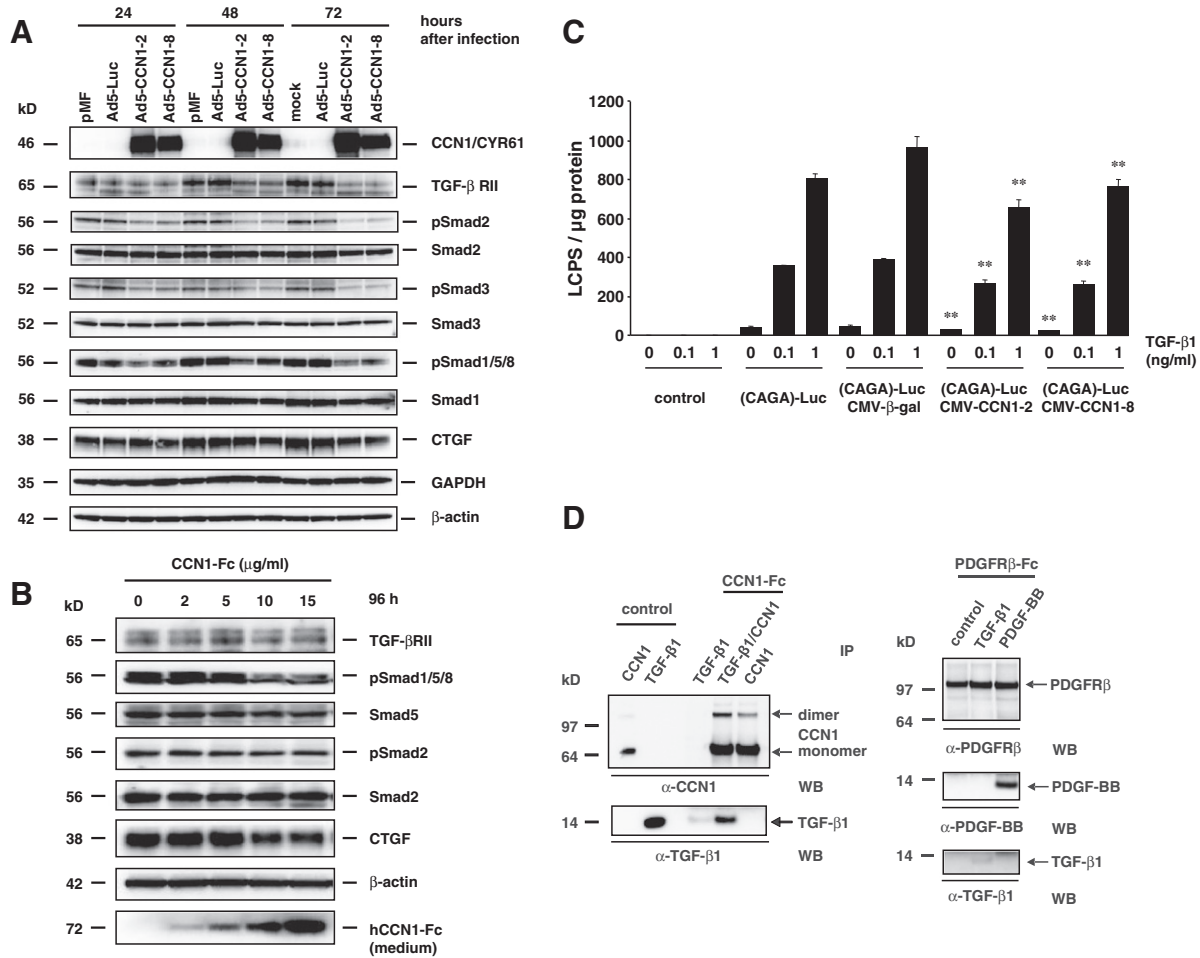 A
24 48 72
hours
after infection
kD
pMF
Ad5-Luc
Ad5-CCN1-2
Ad5-CCN1-8
pMF
Ad5-Luc
Ad5-CCN1-2
Ad5-CCN1-8
mock
Ad5-Luc
Ad5-CCN1-2
Ad5-CCN1-8
46 CCN1/CYR61
65 TGF-β RII
56 pSmad2
56 Smad2
52 pSmad3
52 Smad3
56 pSmad1/5/8
56 Smad1
38 CTGF
35 GAPDH
42 β-actin
B
CCN1-Fc (μg/ml)
kD
0 2 5 10 15
96 h
65 TGF-βRII
56 pSmad1/5/8
56 Smad5
56 pSmad2
56 Smad2
38 CTGF
42 β-actin
72 hCCN1-Fc
(medium)
C
LCPS / μg protein
1200
1000
800
600
400
200
0
** ** ** ** ** **
0 0.1 1 0 0.1 1 0 0.1 1 0 0.1 1 0 0.1 1
TGF-β1
(ng/ml)
control
(CAGA)-Luc
(CAGA)-Luc
CMV-β-gal
(CAGA)-Luc
CMV-CCN1-2
(CAGA)-Luc
CMV-CCN1-8
D
control
CCN1-Fc
CCN1
TGF-β1
TGF-β1
TGF-β1/CCN1
CCN1
IP
kD
97
64
dimer
CCN1
monomer
α-CCN1 WB
14 TGF-β1
α-TGF-β1 WB
PDGFRβ-Fc
control
TGF-β1
PDGF-BB
kD
97
64
PDGFRβ
α-PDGFRβ WB
14
PDGF-BB
α-PDGF-BB WB
14
TGF-β1
α-TGF-β1 WB